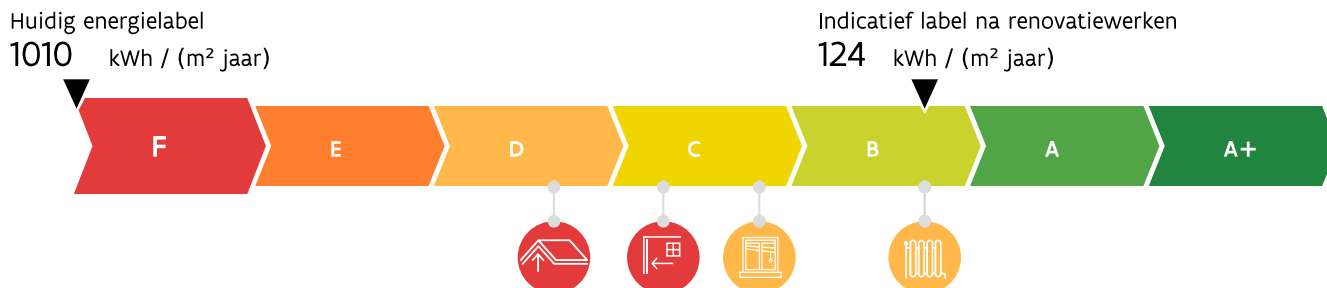 Huidig energielabel
1010 kWh / (m² jaar)
Indicatief label na renovatiewerken
124 kWh / (m² jaar)
F E D C B A A+